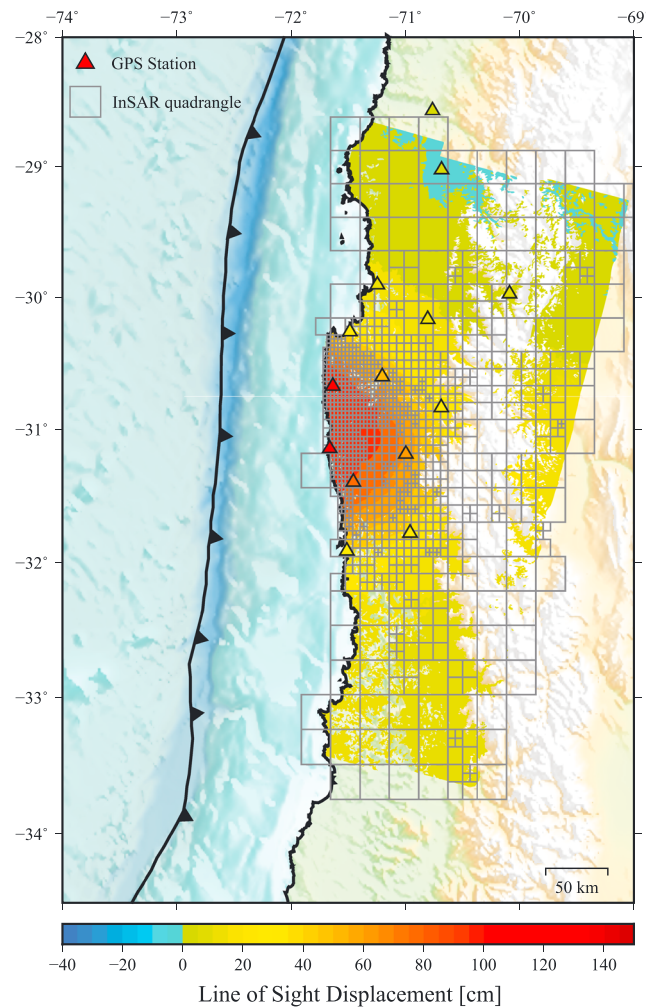 −74° −73° −72° −71° −70° −69
−28°
GPS Station
InSAR quadrangle
−29°
−30°
−31°
−32°
−33°
−34°
50 km
−40 −20 0 20 40 60 80 100 120 140
Line of Sight Displacement [cm]